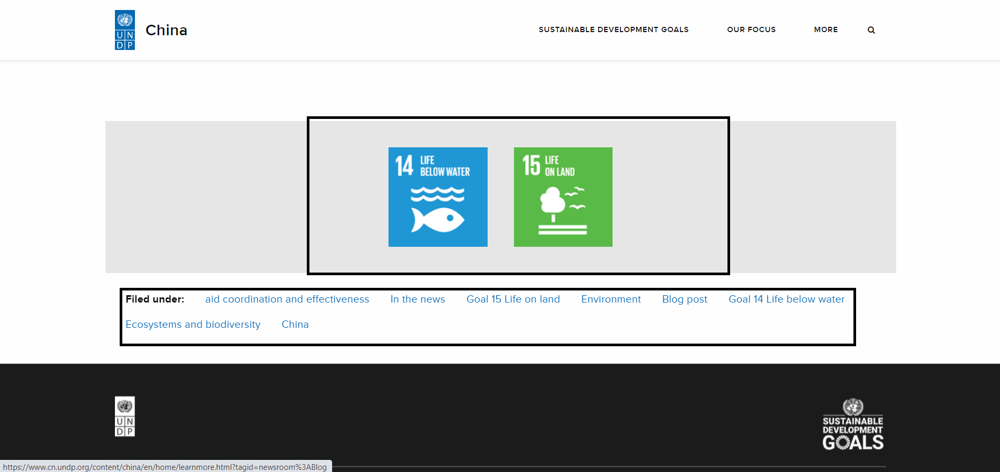 UN
DP
China
SUSTAINABLE DEVELOPMENT GOALS
OUR FOCUS
MORE
14 LIFE
BELOW WATER
15 LIFE
ON LAND
Filed under: aid coordination and effectiveness In the news Goal 15 Life on land Environment Blog post Goal 14 Life below water
Ecosystems and biodiversity China
UN
DP
SUSTAINABLE
DEVELOPMENT
GOALS
https://www.cn.undp.org/content/china/en/home/learnmore.html?tagid=newsroom%3ABlog